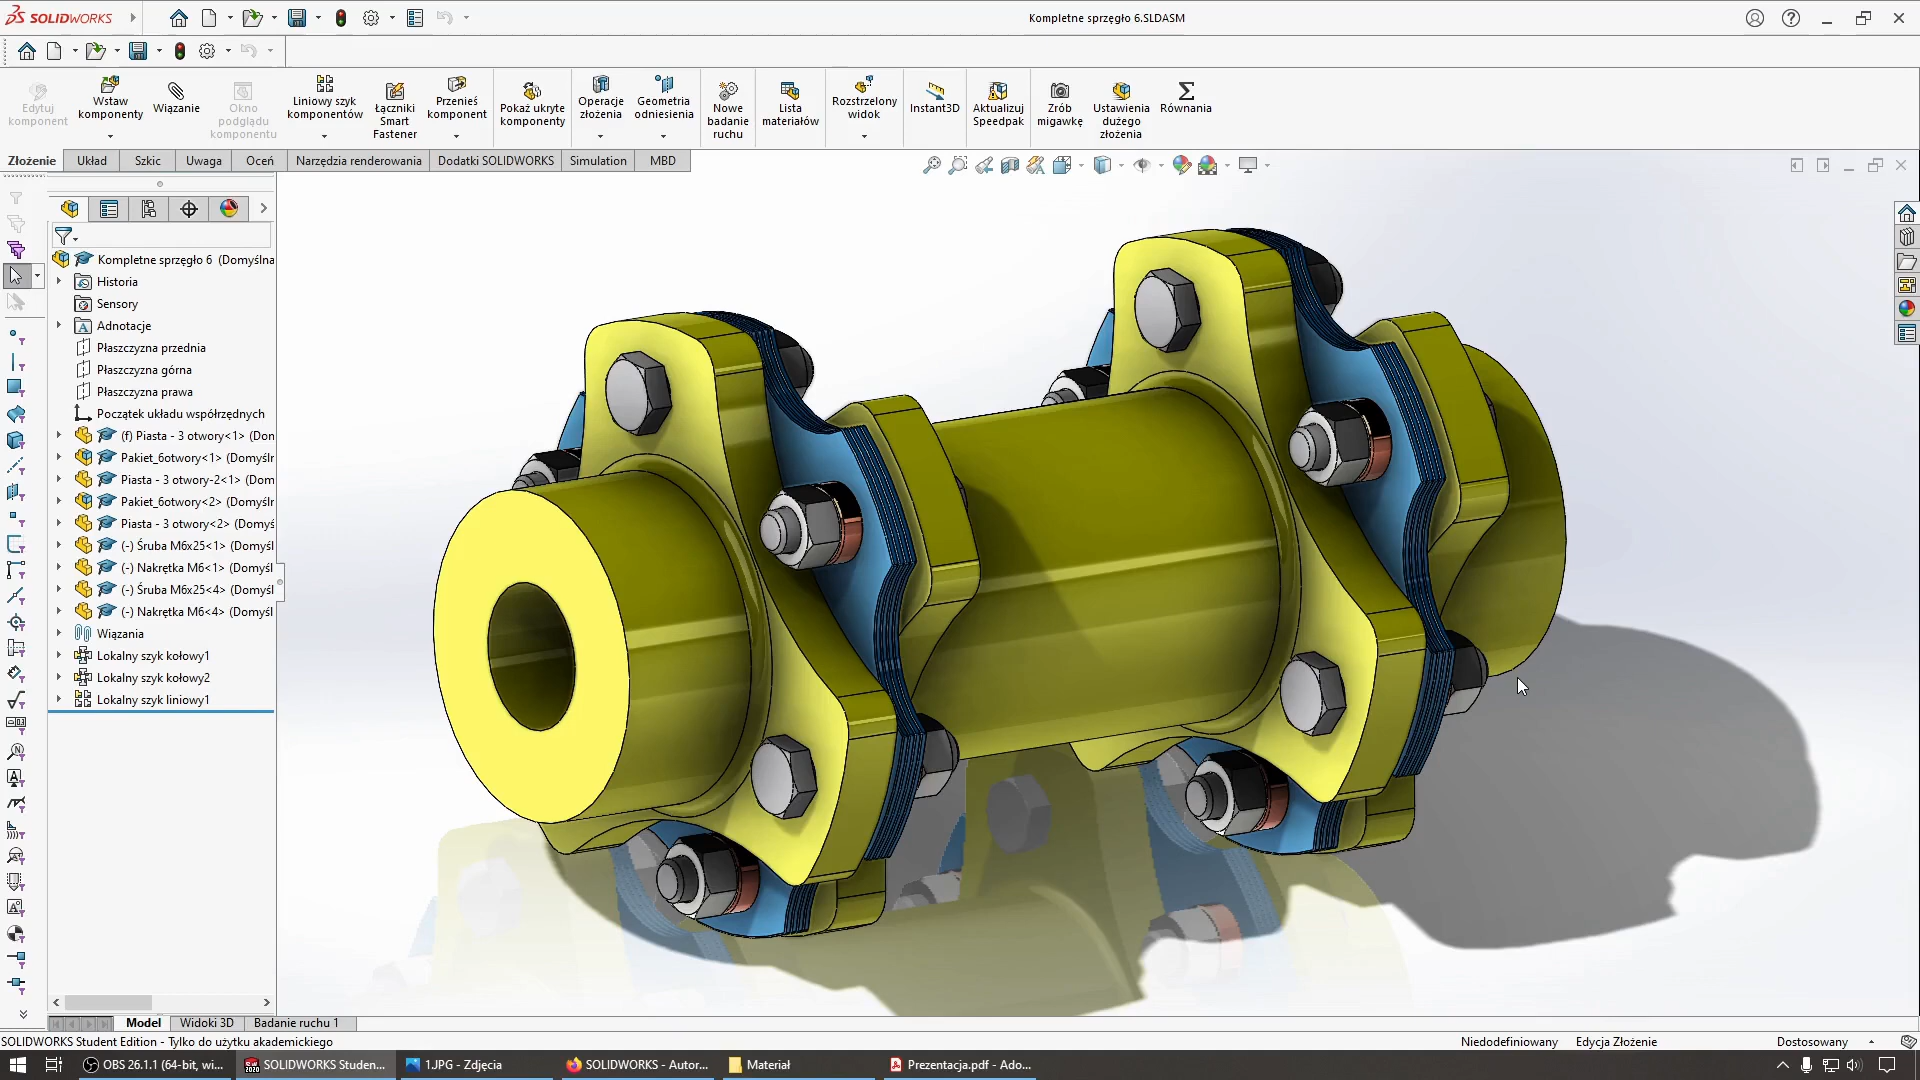 SOLIDWORKS
Kompletne sprzęgło 6.SLDASM
Edytuj komponent
Wstaw komponenty
Wiązanie
Okno podglądu komponentu
Liniowy szyk komponentów
Łączniki Smart Fastener
Przenieś komponent
Pokaż ukryte komponenty
Operacje złożenia
Geometria odniesienia
Nowe badanie ruchu
Lista materiałów
Rozstrzelony widok
Instant3D
Aktualizuj Speedpak
Zrób migawkę
Ustawienia dużego złożenia
Równania
Złożenie
Układ
Szkic
Uwaga
Oceń
Narzędzia renderowania
Dodatki SOLIDWORKS
Simulation
MBD
Kompletne sprzęgło 6 (Domyślna
Historia
Sensory
Adnotacje
Płaszczyzna przednia
Płaszczyzna górna
Płaszczyzna prawa
Początek układu współrzędnych
(f) Piasta - 3 otwory<1> (Don
Pakiet_6otwory<1> (Domyślr
Piasta - 3 otwory-2<1> (Dom
Pakiet_6otwory<2> (Domyślr
Piasta - 3 otwory<2> (Domyś
(-) Śruba M6x25<1> (Domyśl
(-) Nakrętka M6<1> (Domyśl
(-) Śruba M6x25<4> (Domyśl
(-) Nakrętka M6<4> (Domyśl
Wiązania
Lokalny szyk kołowy1
Lokalny szyk kołowy2
Lokalny szyk liniowy1
Model
Widoki 3D
Badanie ruchu 1
SOLIDWORKS Student Edition - Tylko do użytku akademickiego
Niedodefiniowany
Edycja Złożenie
Dostosowany
OBS 26.1.1 (64-bit, wi...
SOLIDWORKS Studen...
1.JPG - Zdjęcia
SOLIDWORKS - Autor...
Materiał
Prezentacja.pdf - Ado...